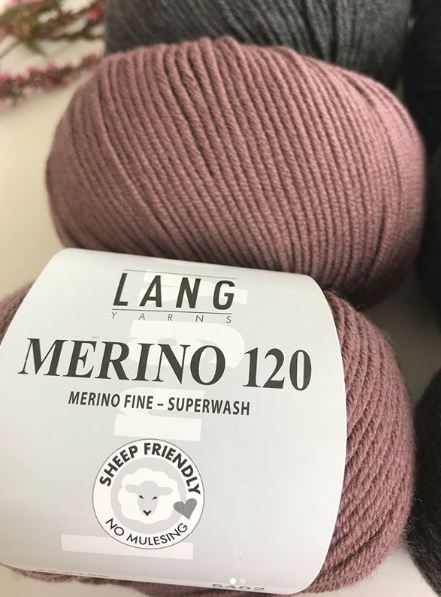 LANG
YARNS
MERINO 120
MERINO FINE – SUPERWASH
SHEEP FRIENDLY
NO MULESING